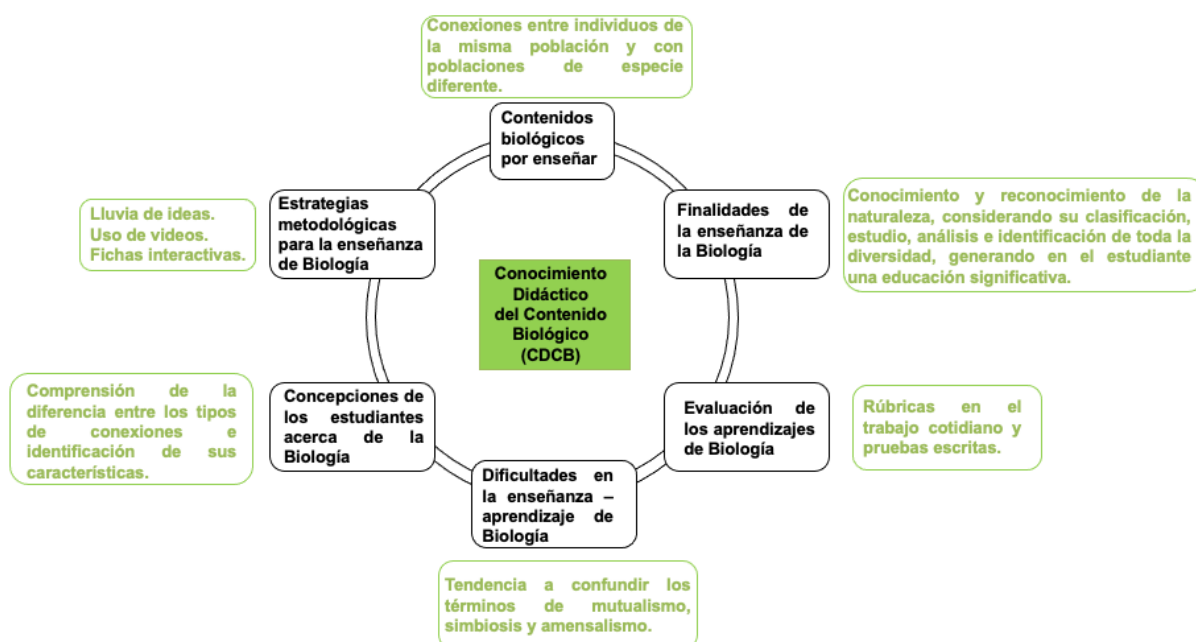 Conexiones entre individuos de
la misma población y con
poblaciones de especie
diferente.
Contenidos
biológicos
por enseñar
Lluvia de ideas.
Uso de videos.
Fichas interactivas.
Estrategias
metodológicas
para la enseñanza
de Biología
Finalidades de
la enseñanza de
la Biología
Conocimiento y reconocimiento de la
naturaleza, considerando su clasificación,
estudio, análisis e identificación de toda la
diversidad, generando en el estudiante
una educación significativa.
Conocimiento
Didáctico
del Contenido
Biológico
(CDCB)
Comprensión de la
diferencia entre los tipos
de conexiones e
identificación de sus
características.
Concepciones de
los estudiantes
acerca de la
Biología
Evaluación de
los aprendizajes
de Biología
Rúbricas en el
trabajo cotidiano y
pruebas escritas.
Dificultades en
la enseñanza –
aprendizaje de
Biología
Tendencia a confundir los
términos de mutualismo,
simbiosis y amensalismo.